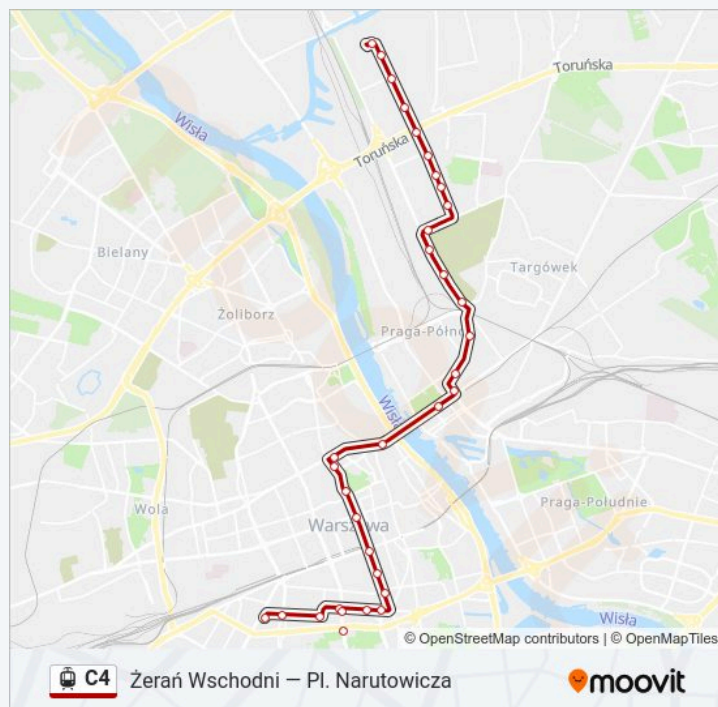 Toruńska
Wisła
Toruńska
Bielany
Targówek
Żoliborz
Praga-Półno
Wisła
Praga-Południe
Wola
Warszawa
Wisła
© OpenStreetMap contributors | © OpenMapTiles
C4 Żerań Wschodni — Pl. Narutowicza moovit